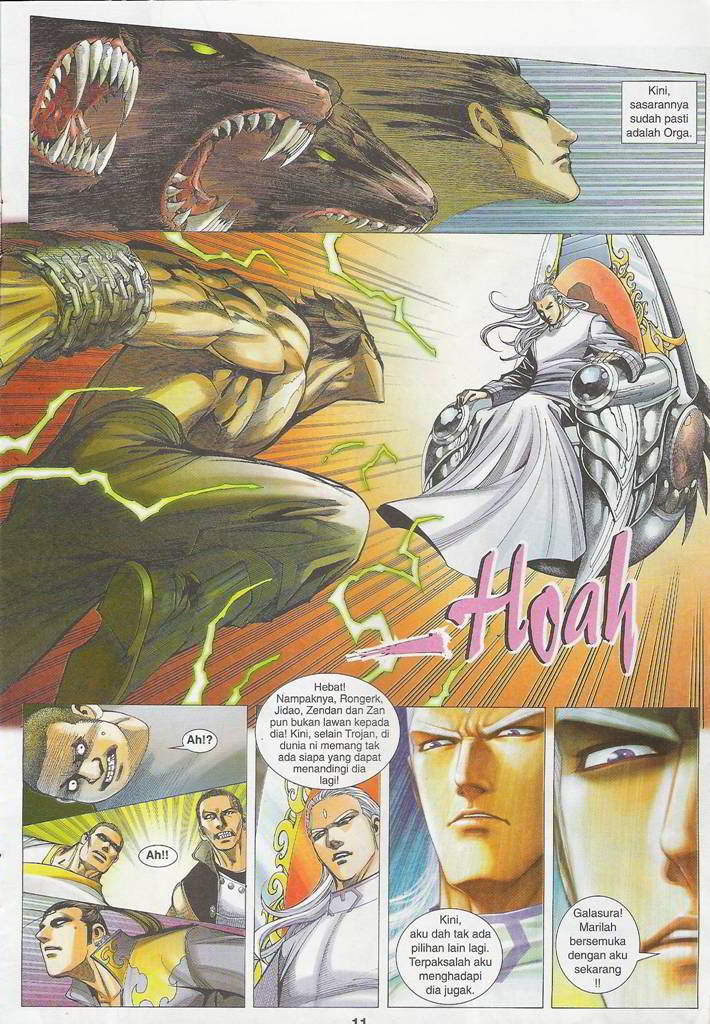 Kini,
sasarannya
sudah pasti
adalah Orga.
Hoah
Ah!?
Ah!!
Hebat!
Nampaknya, Rongerk,
Jidao, Zendan dan Zan
pun bukan lawan kepada
dia! Kini, selain Trojan, di
dunia ni memang tak
ada siapa yang dapat
menandingi dia
lagi!
Kini,
aku dah tak ada
pilihan lain lagi.
Terpaksalah aku
menghadapi
dia jugak.
Galasura!
Marilah
bersemuka
dengan aku
sekarang
!!
11